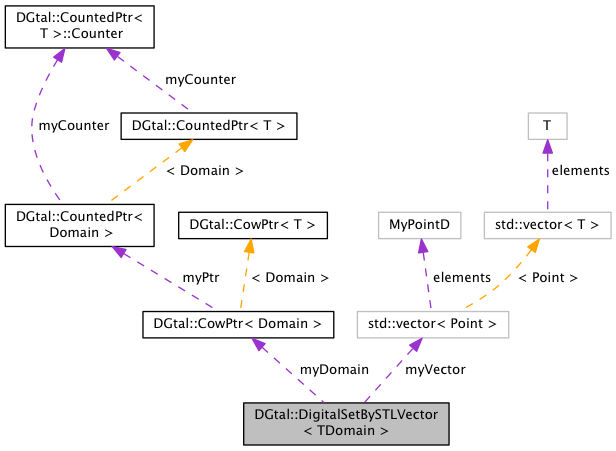 DGtal::CountedPtr<
T >::Counter
myCounter
DGtal::CountedPtr< T >
T
myCounter
< Domain >
elements
DGtal::CountedPtr<
Domain >
DGtal::CowPtr< T >
MyPointD
std::vector< T >
myPtr
< Domain >
elements
< Point >
DGtal::CowPtr< Domain >
std::vector< Point >
myDomain
myVector
DGtal::DigitalSetBySTLVector
< TDomain >